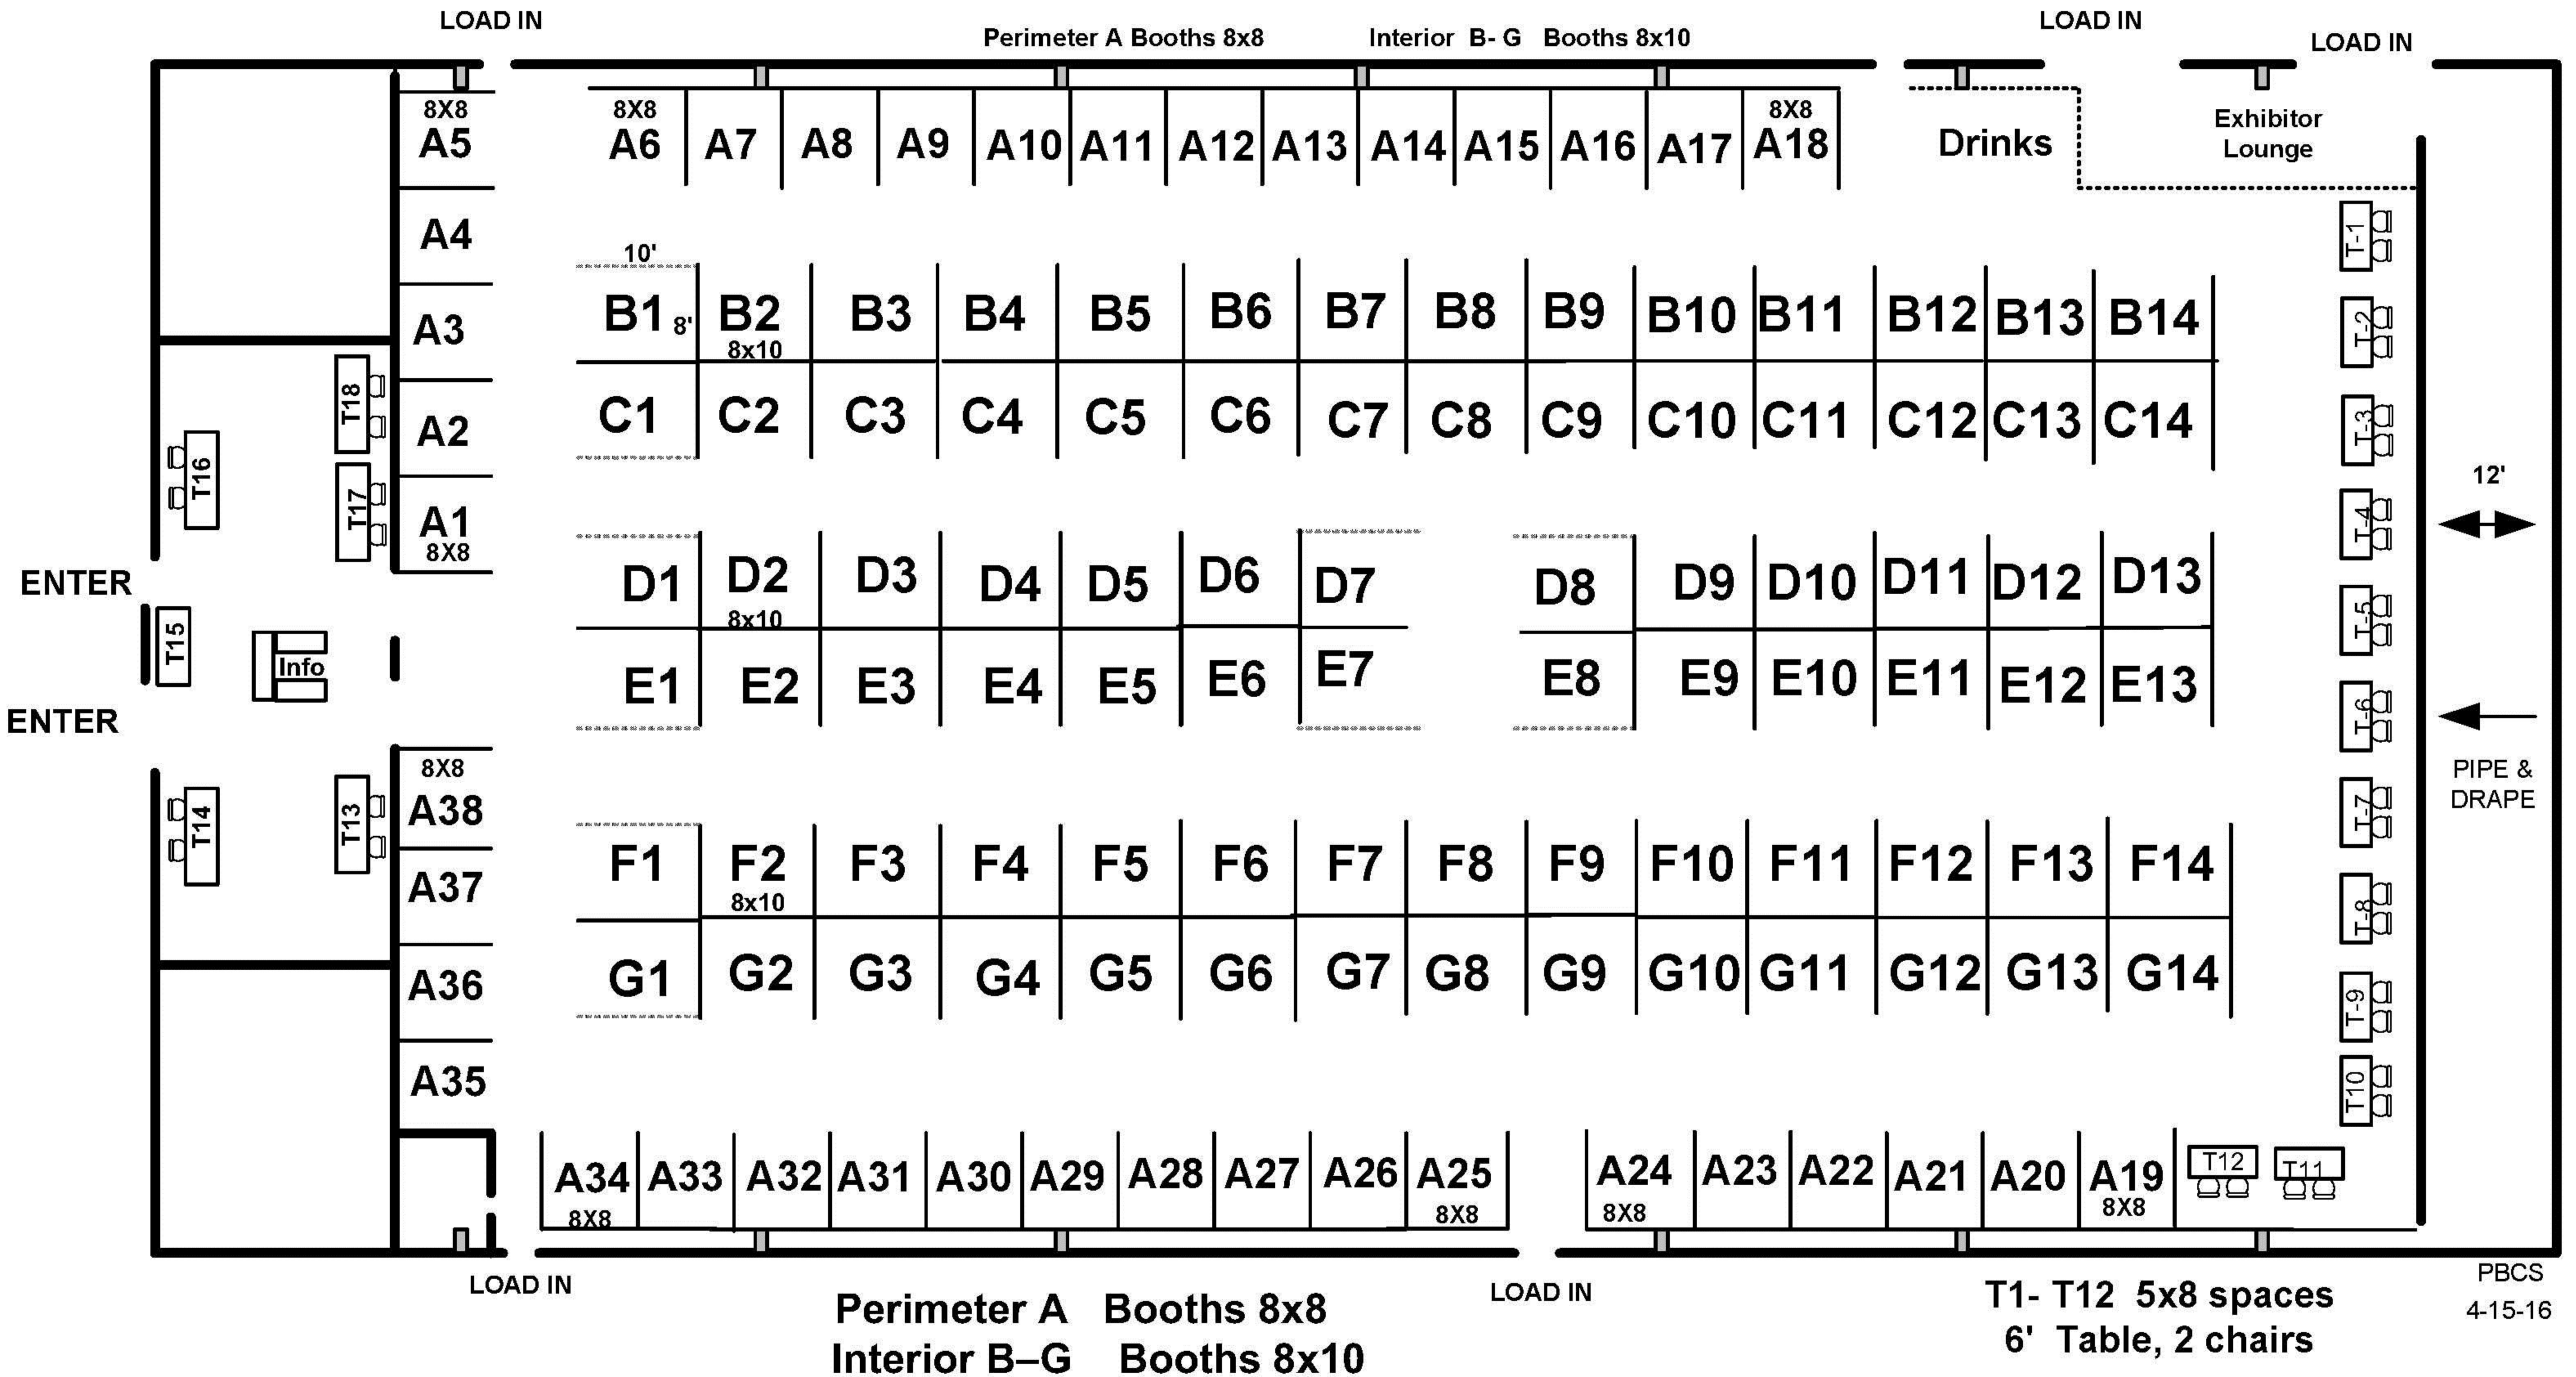 LOAD IN
LOAD IN
LOAD IN
Perimeter A Booths 8x8 Interior B- G Booths 8x10
8X8
A5
8X8
A6 A7 A8 A9 A10 A11 A12 A13 A14 A15 A16 A17
8X8
A18
Drinks
Exhibitor
Lounge
A4
T-1
10'
A3
B1 8' B2 B3 B4 B5 B6 B7 B8 B9 B10 B11 B12 B13 B14
8x10
T-2
T18
A2
C1 C2 C3 C4 C5 C6 C7 C8 C9 C10 C11 C12 C13 C14
T-3
T16
T17
A1
8X8
12'
T-4
ENTER
D1 D2 D3 D4 D5 D6 D7 D8 D9 D10 D11 D12 D13
8x10
T-5
T15
Info
E1 E2 E3 E4 E5 E6 E7 E8 E9 E10 E11 E12 E13
T-6
ENTER
8X8
A38
PIPE &
DRAPE
T14
T13
T-7
F1 F2 F3 F4 F5 F6 F7 F8 F9 F10 F11 F12 F13 F14
8x10
A37
T-8
A36
G1 G2 G3 G4 G5 G6 G7 G8 G9 G10 G11 G12 G13 G14
T-9
A35
T10
A34 A33 A32 A31 A30 A29 A28 A27 A26 A25 A24 A23 A22 A21 A20 A19 T12 T11
8X8 8X8 8X8 8X8
LOAD IN
LOAD IN
Perimeter A Booths 8x8
Interior B–G Booths 8x10
T1- T12 5x8 spaces
6' Table, 2 chairs
PBCS
4-15-16